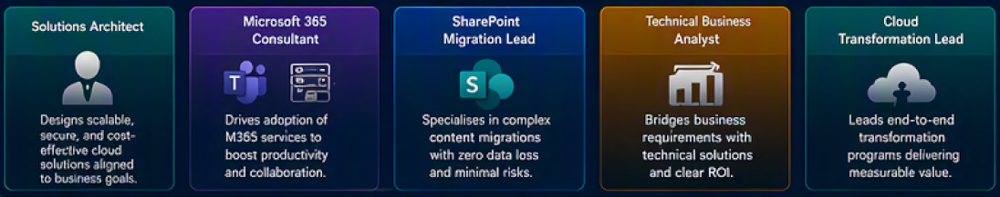 Solutions Architect
Designs scalable,
secure, and cost-
effective cloud
solutions aligned
to business goals.
Microsoft 365
Consultant
T
Drives adoption of
M365 services to
boost productivity
and collaboration.
SharePoint
Migration Lead
S
Specialises in complex
content migrations
with zero data loss
and minimal risks.
Technical Business
Analyst
Bridges business
requirements with
technical solutions
and clear ROI.
Cloud
Transformation Lead
Leads end-to-end
transformation
programs delivering
measurable value.